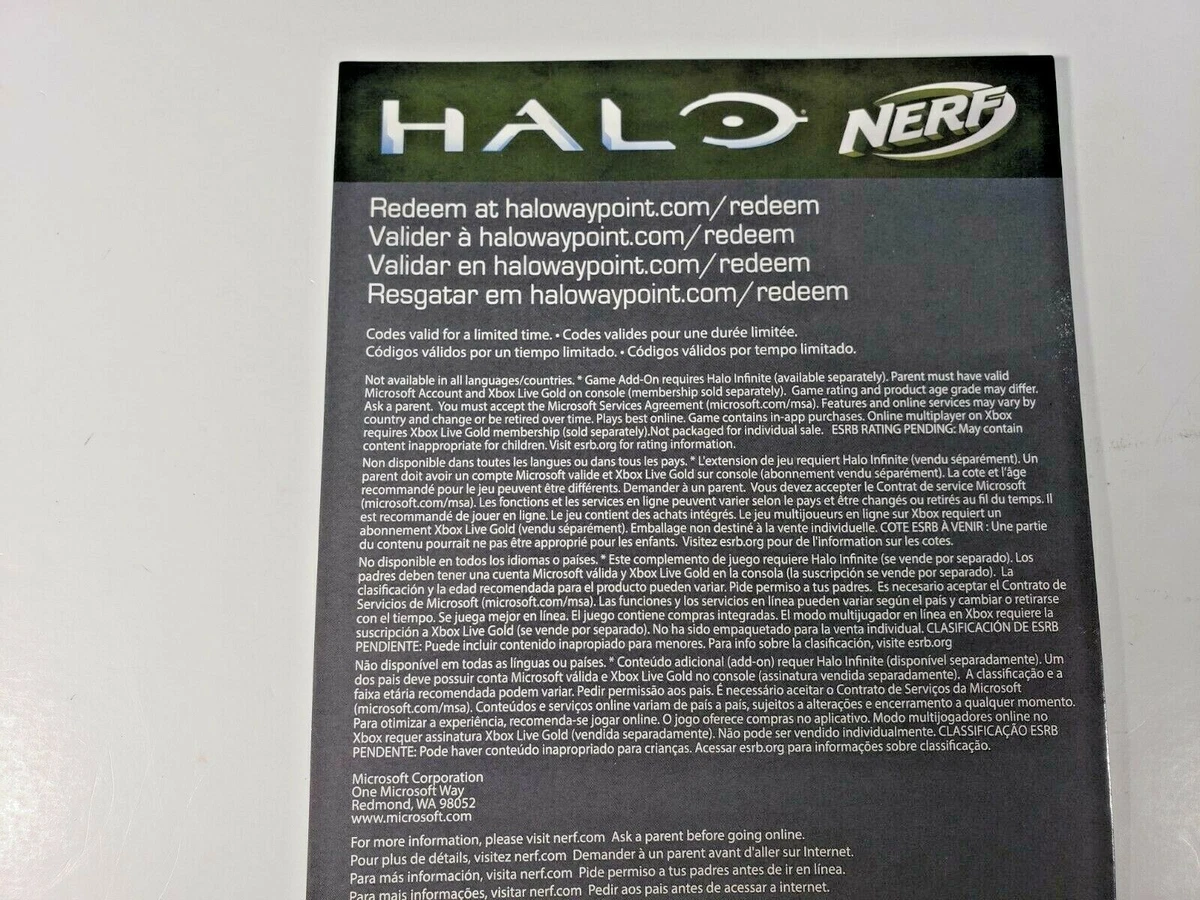 HALO NERF
Redeem at halowaypoint.com/redeem
Valider à halowaypoint.com/redeem
Validar en halowaypoint.com/redeem
Resgatar em halowaypoint.com/redeem
Codes valid for a limited time. • Codes valides pour une durée limitée.
Códigos válidos por un tiempo limitado. • Códigos válidos por tempo limitado.
Not available in all languages/countries. * Game Add-On requires Halo Infinite (available separately). Parent must have valid
Microsoft Account and Xbox Live Gold on console (membership sold separately). Game rating and product age grade may differ.
Ask a parent. You must accept the Microsoft Services Agreement (microsoft.com/msa). Features and online services may vary by
country and change or be retired over time. Plays best online. Game contains in-app purchases. Online multiplayer on Xbox
requires Xbox Live Gold membership (sold separately).Not packaged for individual sale. ESRB RATING PENDING: May contain
content inappropriate for children. Visit esrb.org for rating information.
Non disponible dans toutes les langues ou dans tous les pays. * L'extension de jeu requiert Halo Infinite (vendu séparément). Un
parent doit avoir un compte Microsoft valide et Xbox Live Gold sur console (abonnement vendu séparément). La cote et l'âge
recommandé pour le jeu peuvent être différents. Demander à un parent. Vous devez accepter le Contrat de service Microsoft
(microsoft.com/msa). Les fonctions et les services en ligne peuvent varier selon le pays et être changés ou retirés au fil du temps. Il
est recommandé de jouer en ligne. Le jeu contient des achats intégrés. Le jeu multijoueurs en ligne sur Xbox requiert un
abonnement Xbox Live Gold (vendu séparément). Emballage non destiné à la vente individuelle. COTE ESRB À VENIR : Une partie
du contenu pourrait ne pas être approprié pour les enfants. Visitez esrb.org pour de l'information sur les cotes.
No disponible en todos los idiomas o países. * Este complemento de juego requiere Halo Infinite (se vende por separado). Los
padres deben tener una cuenta Microsoft válida y Xbox Live Gold en la consola (la suscripción se vende por separado). La
clasificación y la edad recomendada para el producto pueden variar. Pide permiso a tus padres. Es necesario aceptar el Contrato de
Servicios de Microsoft (microsoft.com/msa). Las funciones y los servicios en línea pueden variar según el país y cambiar o retirarse
con el tiempo. Se juega mejor en línea. El juego contiene compras integradas. El modo multijugador en línea en Xbox requiere la
suscripción a Xbox Live Gold (se vende por separado). No ha sido empaquetado para la venta individual. CLASIFICACIÓN DE ESRB
PENDIENTE: Puede incluir contenido inapropiado para menores. Para info sobre la clasificación, visite esrb.org
Não disponível em todas as línguas ou países. * Conteúdo adicional (add-on) requer Halo Infinite (disponível separadamente). Um
dos pais deve possuir conta Microsoft válida e Xbox Live Gold no console (assinatura vendida separadamente). A classificação e a
faixa etária recomendada podem variar. Pedir permissão aos pais. É necessário aceitar o Contrato de Serviços da Microsoft
(microsoft.com/msa). Conteúdos e serviços online variam de país a país, sujeitos a alterações e encerramento a qualquer momento.
Para otimizar a experiência, recomenda-se jogar online. O jogo oferece compras no aplicativo. Modo multijogadores online no
Xbox requer assinatura Xbox Live Gold (vendida separadamente). Não pode ser vendido individualmente. CLASSIFICAÇÃO ESRB
PENDENTE: Pode haver conteúdo inapropriado para crianças. Acessar esrb.org para informações sobre classificação.
Microsoft Corporation
One Microsoft Way
Redmond, WA 98052
www.microsoft.com
For more information, please visit nerf.com Ask a parent before going online.
Pour plus de détails, visitez nerf.com Demander à un parent avant d'aller sur Internet.
Para más información, visita nerf.com Pide permiso a tus padres antes de ir en línea.
Para mais informações, visitar nerf.com Pedir aos pais antes de acessar a internet.